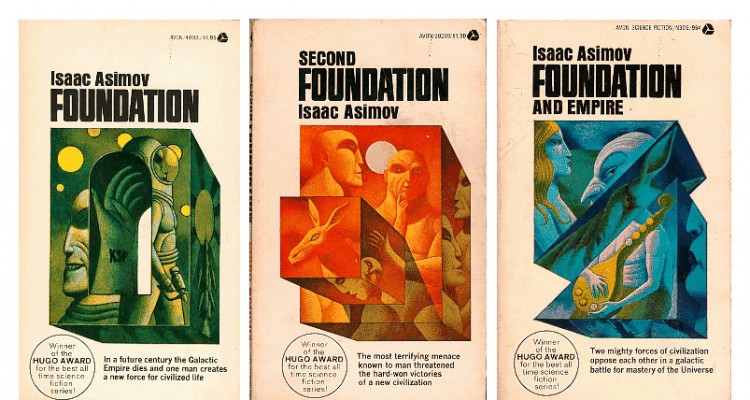 AVON/
Isaac Asimov
FOUNDATION
KSP
Winner
of the
HUGO AWARD
for the best all
time science
fiction
series!
In a future century the Galactic
Empire dies and one man creates
a new force for civilized life
AVON
SECOND
FOUNDATION
Isaac Asimov
Winner
of the
HUGO AWARD
for the best all
time science
fiction
series!
The most terrifying menace
known to man threatened
the hard-won victories
of a new civilization
AVON SCIENCE FICTION/N305/95¢
Isaac Asimov
FOUNDATION
AND EMPIRE
Winner
of the
HUGO AWARD
for the best all
time science
fiction
series!
Two mighty forces of civilization
oppose each other in a galactic
battle for mastery of the Universe